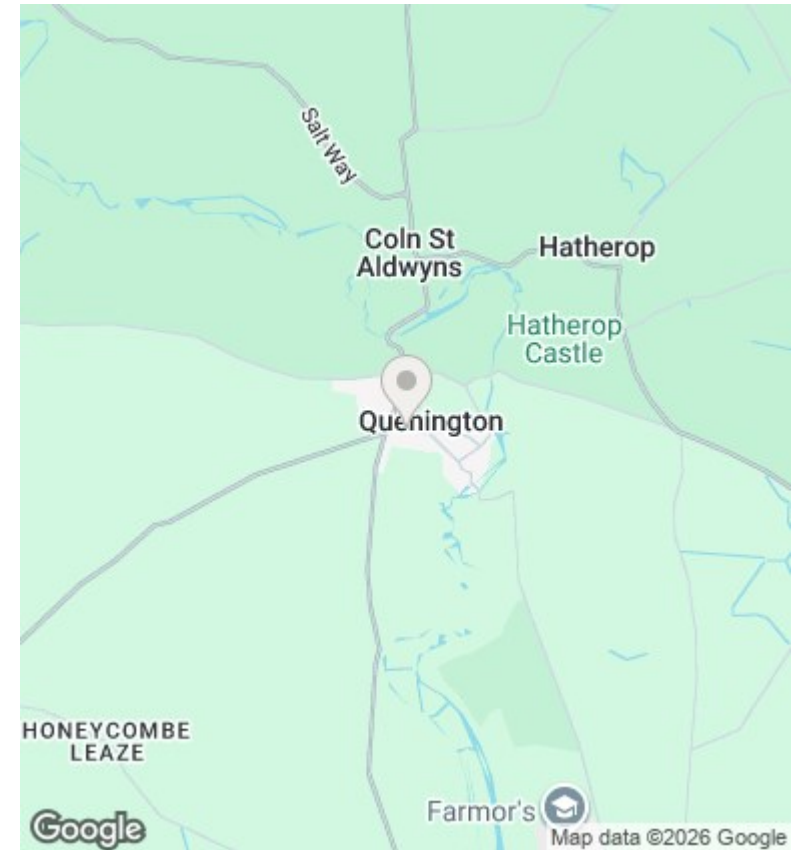 Salt Way
Coln St
Aldwyns
Hatherop
Hatherop
Castle
Quenington
HONEYCOMBE
LEAZE
Farmor's
Google
Map data ©2026 Google